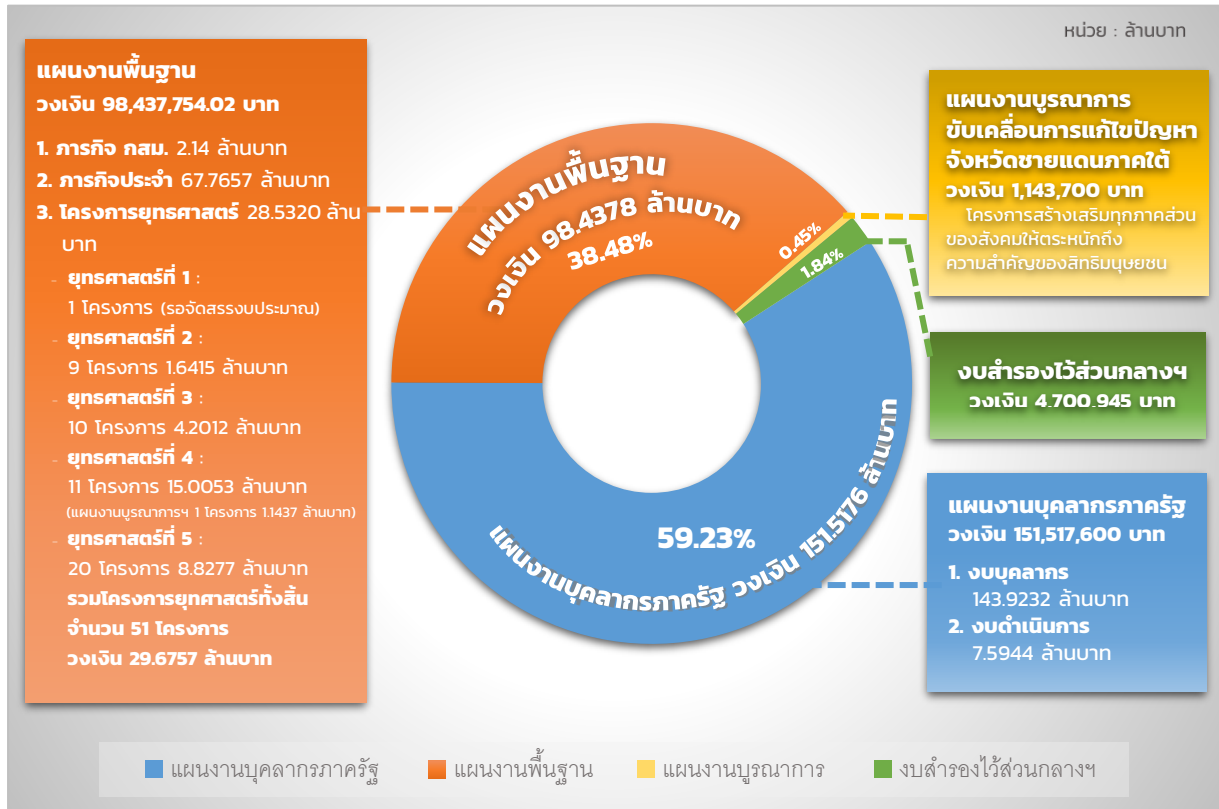 หน่วย : ล้านบาท
แผนงานพื้นฐาน
วงเงิน 98,437,754.02 บาท
1. ภารกิจ กสม. 2.14 ล้านบาท
2. ภารกิจประจำ 67.7657 ล้านบาท
3. โครงการยุทธศาสตร์ 28.5320 ล้าน
บาท
- ยุทธศาสตร์ที่ 1 :
1 โครงการ (รอจัดสรรงบประมาณ)
- ยุทธศาสตร์ที่ 2 :
9 โครงการ 1.6415 ล้านบาท
- ยุทธศาสตร์ที่ 3 :
10 โครงการ 4.2012 ล้านบาท
- ยุทธศาสตร์ที่ 4 :
11 โครงการ 15.0053 ล้านบาท
(แผนงานบูรณาการฯ 1 โครงการ 1.1437 ล้านบาท)
- ยุทธศาสตร์ที่ 5 :
20 โครงการ 8.8277 ล้านบาท
รวมโครงการยุทศาสตร์ทั้งสิ้น
จำนวน 51 โครงการ
วงเงิน 29.6757 ล้านบาท
แผนงานพื้นฐาน
วงเงิน 98.4378 ล้านบาท
38.48%
0.45%
1.84%
59.23%
แผนงานบุคลากรภาครัฐ วงเงิน 151.5176 ล้านบาท
แผนงานบูรณาการ
ขับเคลื่อนการแก้ไขปัญหา
จังหวัดชายแดนภาคใต้
วงเงิน 1,143,700 บาท
โครงการสร้างเสริมทุกภาคส่วน
ของสังคมให้ตระหนักถึง
ความสำคัญของสิทธิมนุษยชน
งบสำรองไว้ส่วนกลางฯ
วงเงิน 4,700,945 บาท
แผนงานบุคลากรภาครัฐ
วงเงิน 151,517,600 บาท
1. งบบุคลากร
143.9232 ล้านบาท
2. งบดำเนินการ
7.5944 ล้านบาท
แผนงานบุคลากรภาครัฐ แผนงานพื้นฐาน แผนงานบูรณาการ งบสำรองไว้ส่วนกลางฯ